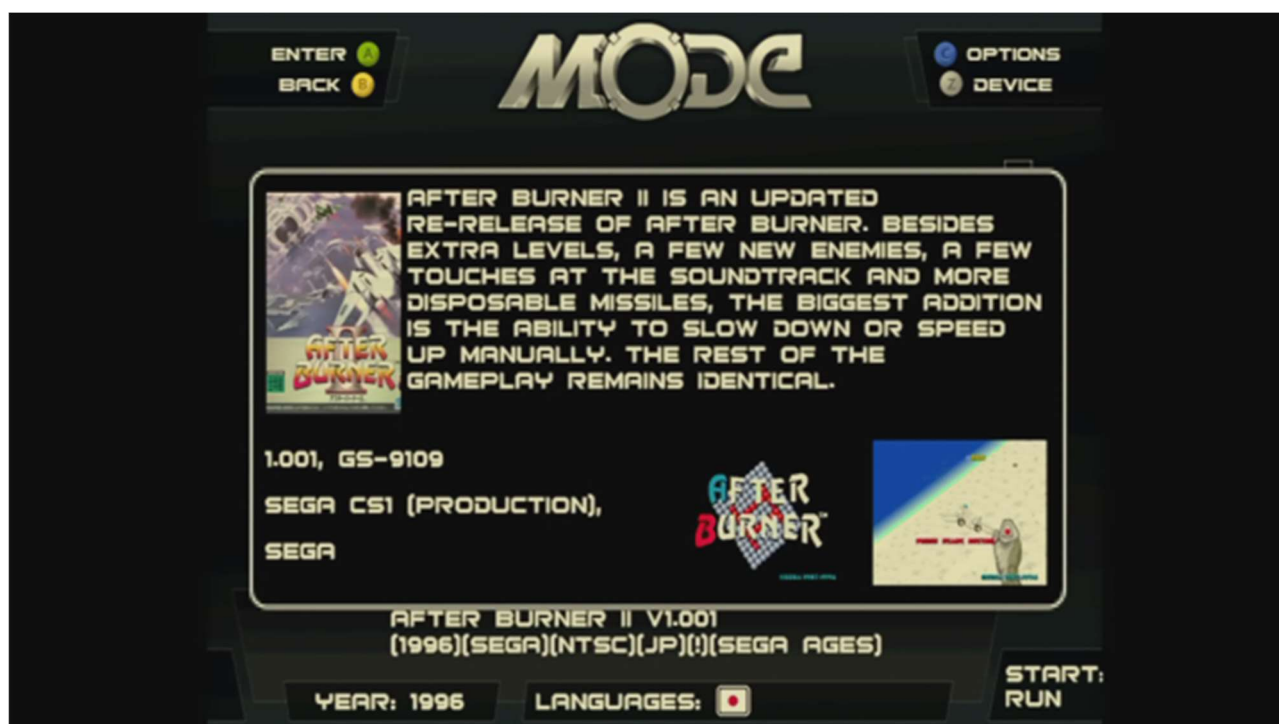 ENTER A
BACK B
MODE
C OPTIONS
Z DEVICE
AFTER BURNER II IS AN UPDATED
RE-RELEASE OF AFTER BURNER. BESIDES
EXTRA LEVELS, A FEW NEW ENEMIES, A FEW
TOUCHES AT THE SOUNDTRACK AND MORE
DISPOSABLE MISSILES, THE BIGGEST ADDITION
IS THE ABILITY TO SLOW DOWN OR SPEED
UP MANUALLY. THE REST OF THE
GAMEPLAY REMAINS IDENTICAL.
AFTER
BURNER
II
1.001, GS-9109
SEGA CS1 (PRODUCTION),
SEGA
AFTER
BURNER™
AFTER BURNER II V1.001
(1996)(SEGA)(NTSC)(JP)(!)(SEGA AGES)
YEAR: 1996
LANGUAGES:
START:
RUN